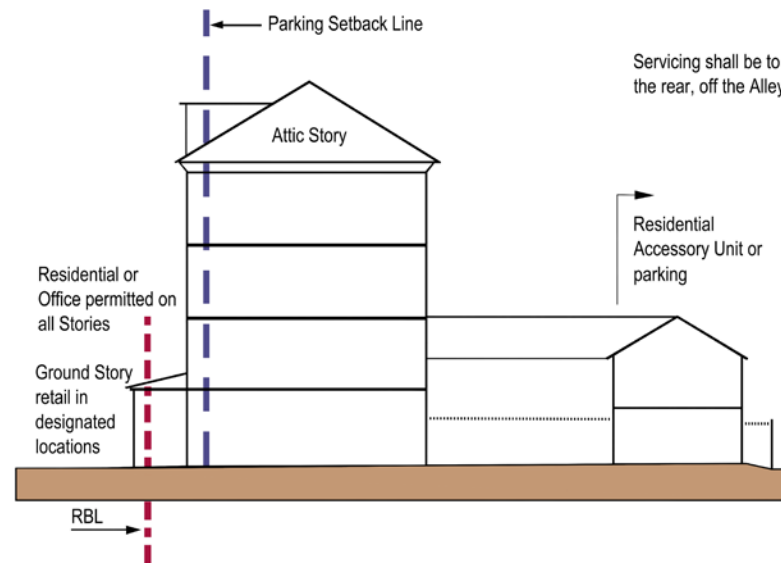 Parking Setback Line
Servicing shall be to
the rear, off the Alley
Attic Story
Residential
Accessory Unit or
parking
Residential or
Office permitted on
all Stories
Ground Story
retail in
designated
locations
RBL